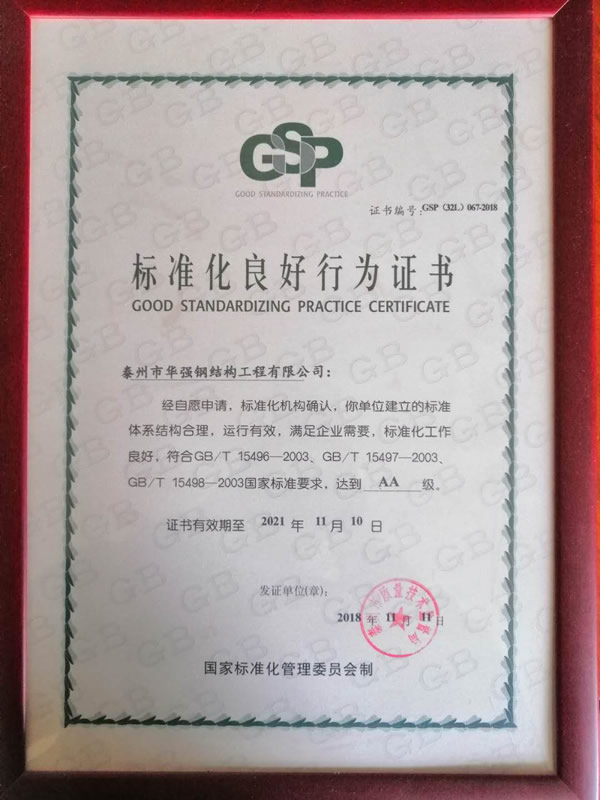 GSP
GOOD STANDARDIZING PRACTICE
证书编号：GSP（32L）067-2018
标准化良好行为证书
GOOD STANDARDIZING PRACTICE CERTIFICATE
泰州市华强钢结构工程有限公司：
经自愿申请，标准化机构确认，你单位建立的标准
体系结构合理，运行有效，满足企业需要，标准化工作
良好，符合GB/T 15496—2003、GB/T 15497—2003、
GB/T 15498—2003国家标准要求，达到 AA 级。
证书有效期至 2021 年 11 月 10 日
发证单位(章)：
2018 年 11 月 11 日
国家标准化管理委员会制